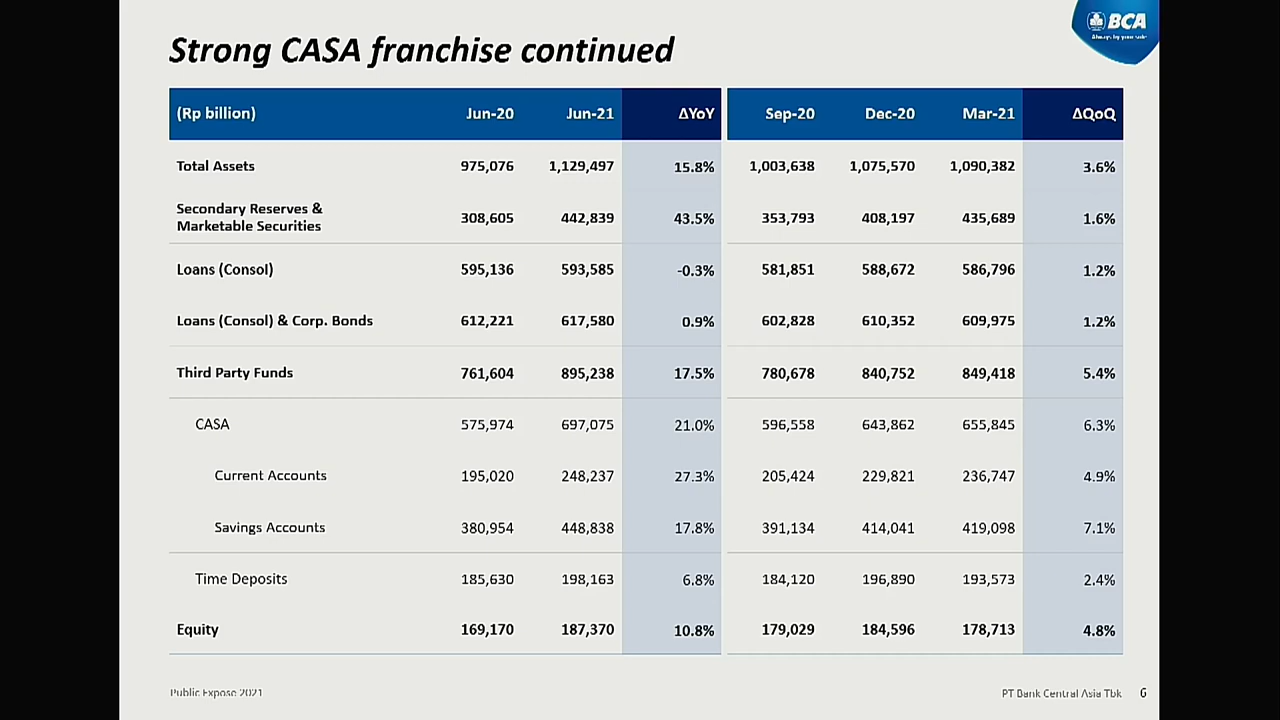 BCA
Always by your side
Strong CASA franchise continued
(Rp billion) Jun-20 Jun-21 ΔYoY Sep-20 Dec-20 Mar-21 ΔQoQ
Total Assets 975,076 1,129,497 15.8% 1,003,638 1,075,570 1,090,382 3.6%
Secondary Reserves &
Marketable Securities 308,605 442,839 43.5% 353,793 408,197 435,689 1.6%
Loans (Consol) 595,136 593,585 -0.3% 581,851 588,672 586,796 1.2%
Loans (Consol) & Corp. Bonds 612,221 617,580 0.9% 602,828 610,352 609,975 1.2%
Third Party Funds 761,604 895,238 17.5% 780,678 840,752 849,418 5.4%
CASA 575,974 697,075 21.0% 596,558 643,862 655,845 6.3%
Current Accounts 195,020 248,237 27.3% 205,424 229,821 236,747 4.9%
Savings Accounts 380,954 448,838 17.8% 391,134 414,041 419,098 7.1%
Time Deposits 185,630 198,163 6.8% 184,120 196,890 193,573 2.4%
Equity 169,170 187,370 10.8% 179,029 184,596 178,713 4.8%
Public Expose 2021 PT Bank Central Asia Tbk 6